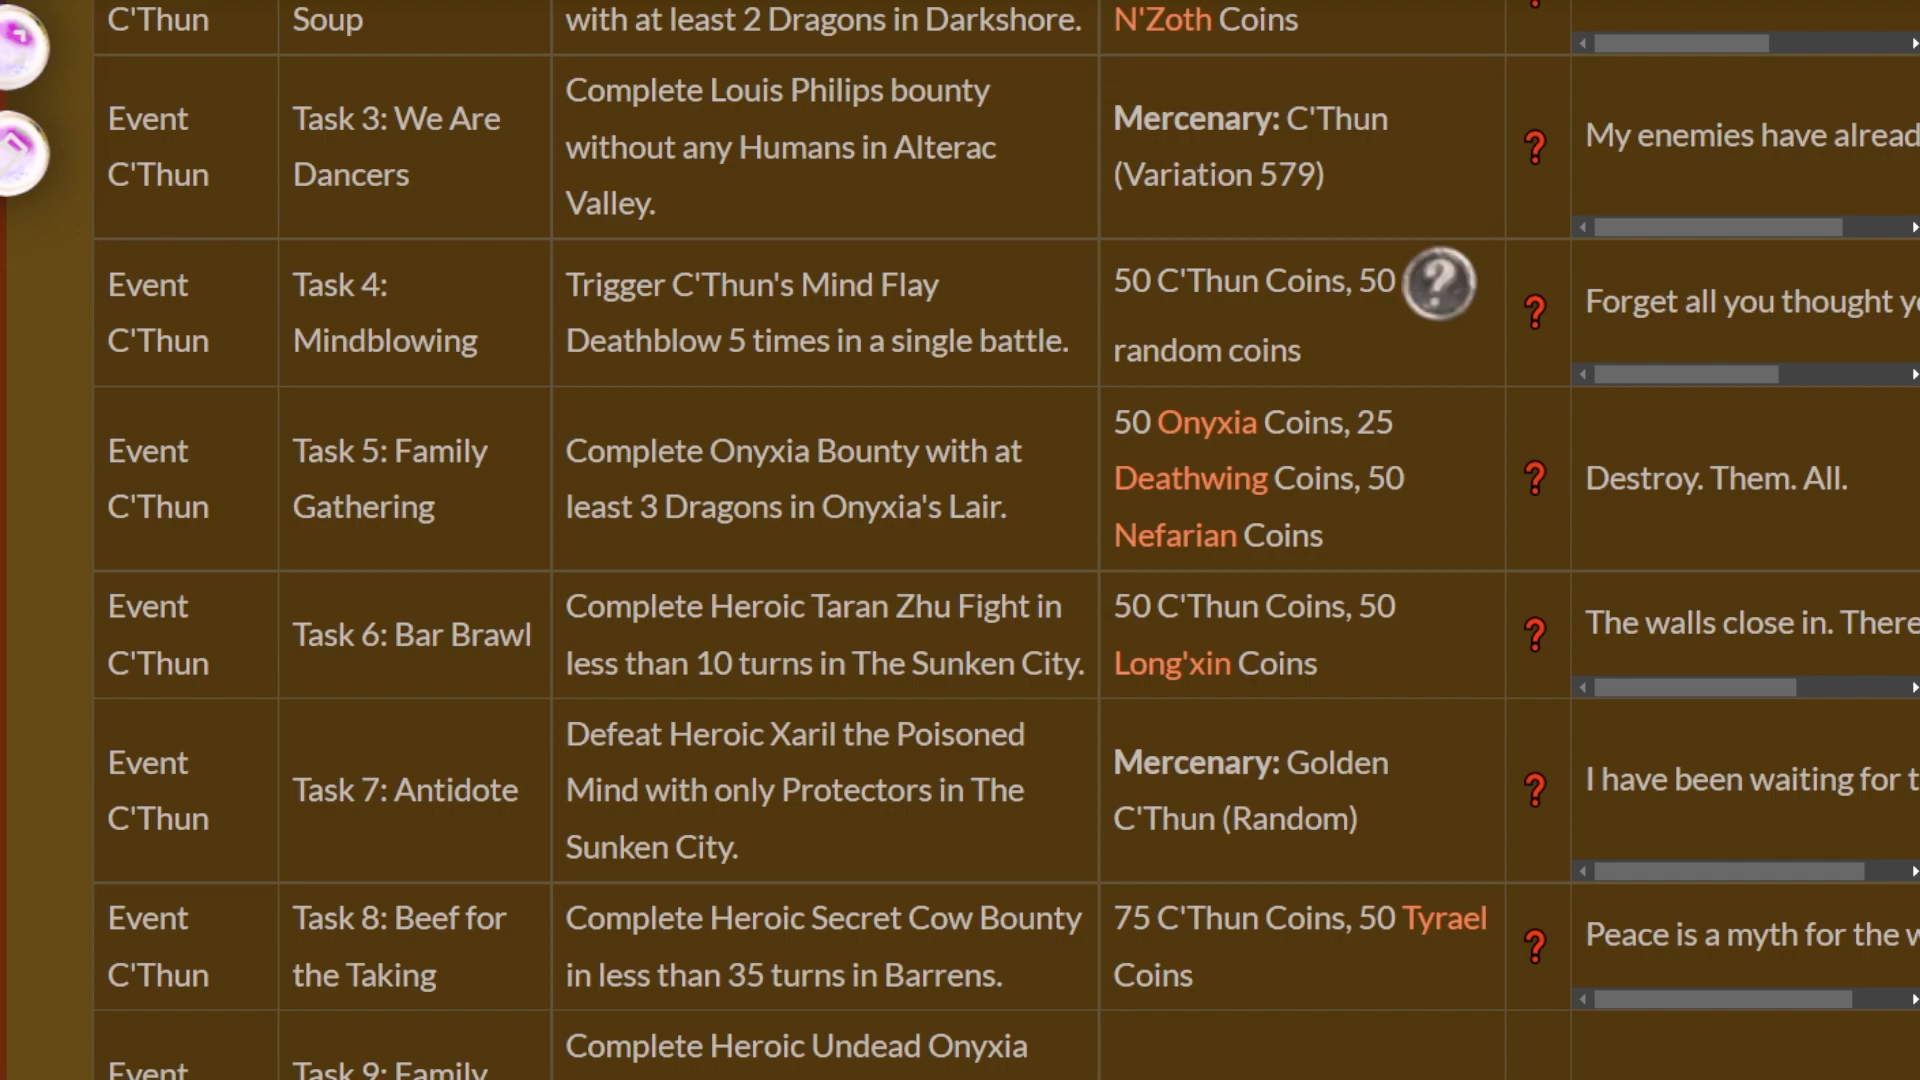 C'Thun
Soup
with at least 2 Dragons in Darkshore.
N'Zoth Coins
Event
C'Thun
Task 3: We Are
Dancers
Complete Louis Philips bounty
without any Humans in Alterac
Valley.
Mercenary: C'Thun
(Variation 579)
?
My enemies have alread
Event
C'Thun
Task 4:
Mindblowing
Trigger C'Thun's Mind Flay
Deathblow 5 times in a single battle.
50 C'Thun Coins, 50 ?
random coins
?
Forget all you thought yo
Event
C'Thun
Task 5: Family
Gathering
Complete Onyxia Bounty with at
least 3 Dragons in Onyxia's Lair.
50 Onyxia Coins, 25
Deathwing Coins, 50
Nefarian Coins
?
Destroy. Them. All.
Event
C'Thun
Task 6: Bar Brawl
Complete Heroic Taran Zhu Fight in
less than 10 turns in The Sunken City.
50 C'Thun Coins, 50
Long'xin Coins
?
The walls close in. There
Event
C'Thun
Task 7: Antidote
Defeat Heroic Xaril the Poisoned
Mind with only Protectors in The
Sunken City.
Mercenary: Golden
C'Thun (Random)
?
I have been waiting for t
Event
C'Thun
Task 8: Beef for
the Taking
Complete Heroic Secret Cow Bounty
in less than 35 turns in Barrens.
75 C'Thun Coins, 50 Tyrael
Coins
?
Peace is a myth for the w
Event
Task 9: Family
Complete Heroic Undead Onyxia